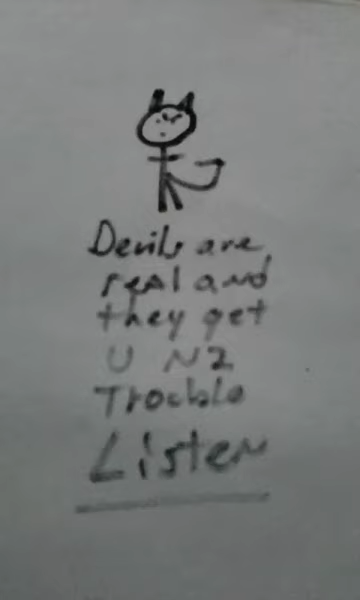 Devils are
real and
they get
U N2
Trouble
Listen